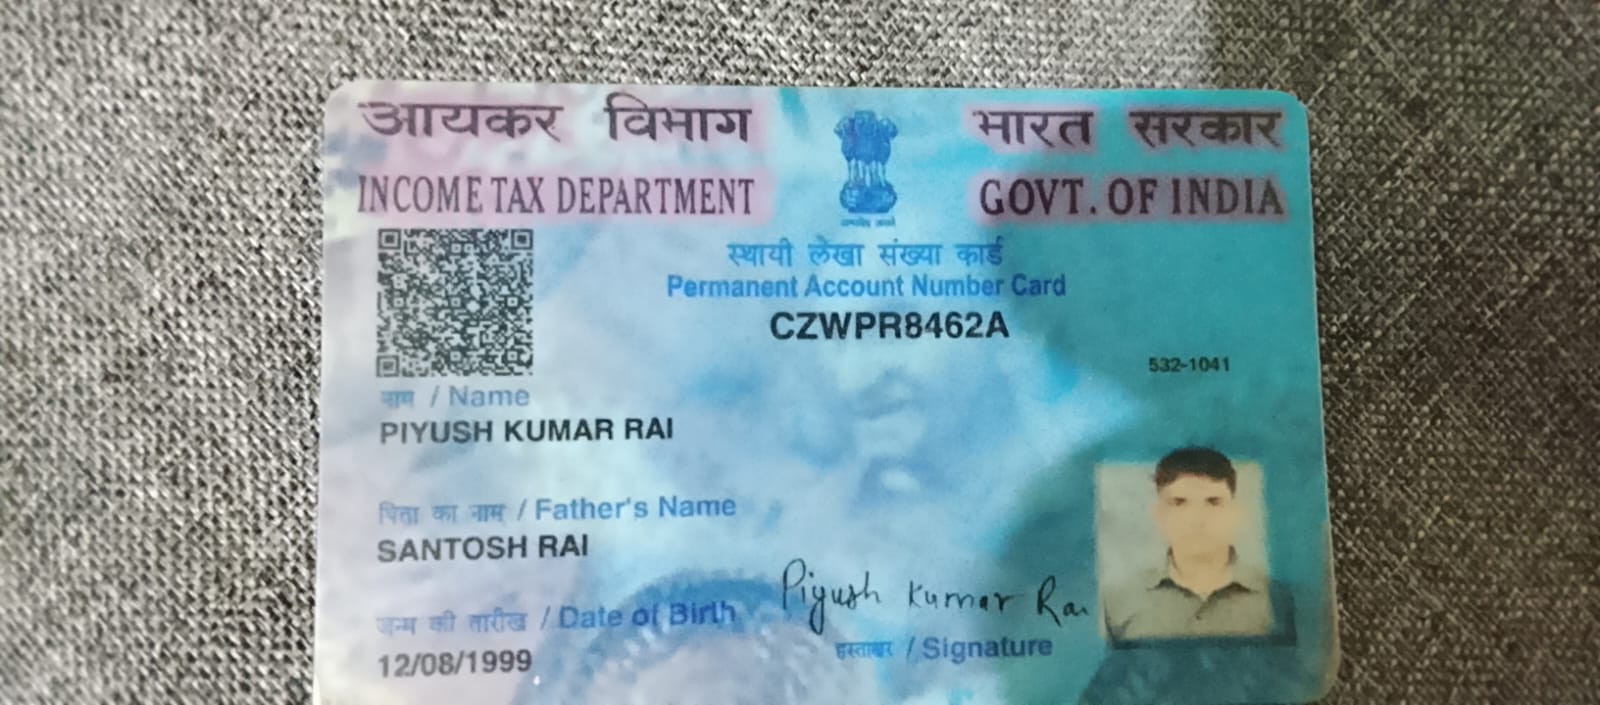 आयकर विभाग
INCOME TAX DEPARTMENT
भारत सरकार
GOVT. OF INDIA
स्थायी लेखा संख्या कार्ड
Permanent Account Number Card
CZWPR8462A
532-1041
नाम / Name
PIYUSH KUMAR RAI
पिता का नाम / Father's Name
SANTOSH RAI
जन्म की तारीख / Date of Birth
12/08/1999
Piyush Kumar Rai
हस्ताक्षर / Signature